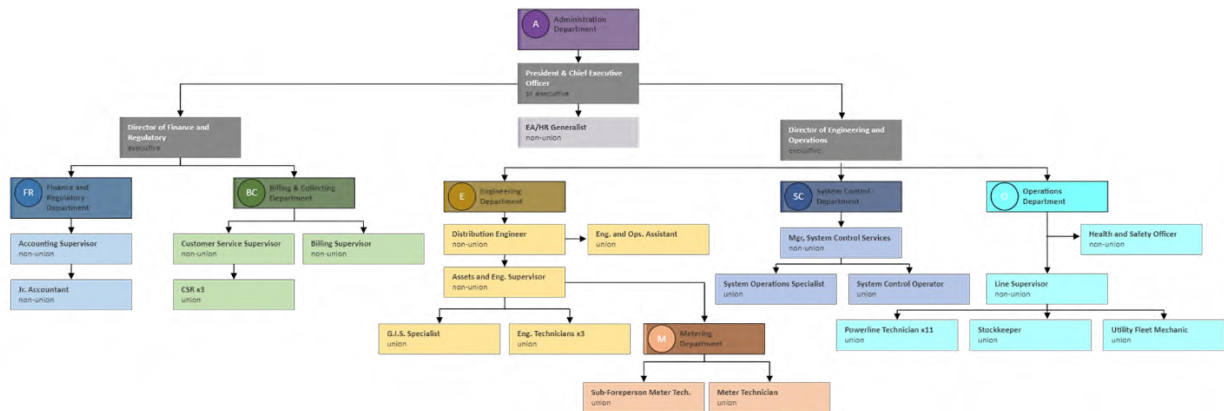 A
Administration
Department
President & Chief Executive
Officer
sr. executive
EA/HR Generalist
non-union
Director of Finance and
Regulatory
executive
Director of Engineering and
Operations
executive
FR
Finance and
Regulatory -
Department
BC
Billing & Collecting
Department
E
Engineering
Department
SC
System Control -
Department
O
Operations
Department
Accounting Supervisor
non-union
Jr. Accountant
non-union
Customer Service Supervisor
non-union
Billing Supervisor
non-union
CSR x3
union
Distribution Engineer
non-union
Eng. and Ops. Assistant
union
Assets and Eng. Supervisor
non-union
G.I.S. Specialist
union
Eng. Technicians x3
union
M
Metering
Department
Sub-Foreperson Meter Tech.
union
Meter Technician
union
Mgr, System Control Services
non-union
System Operations Specialist
union
System Control Operator
union
Health and Safety Officer
non-union
Line Supervisor
non-union
Powerline Technician x11
union
Stockkeeper
union
Utility Fleet Mechanic
union